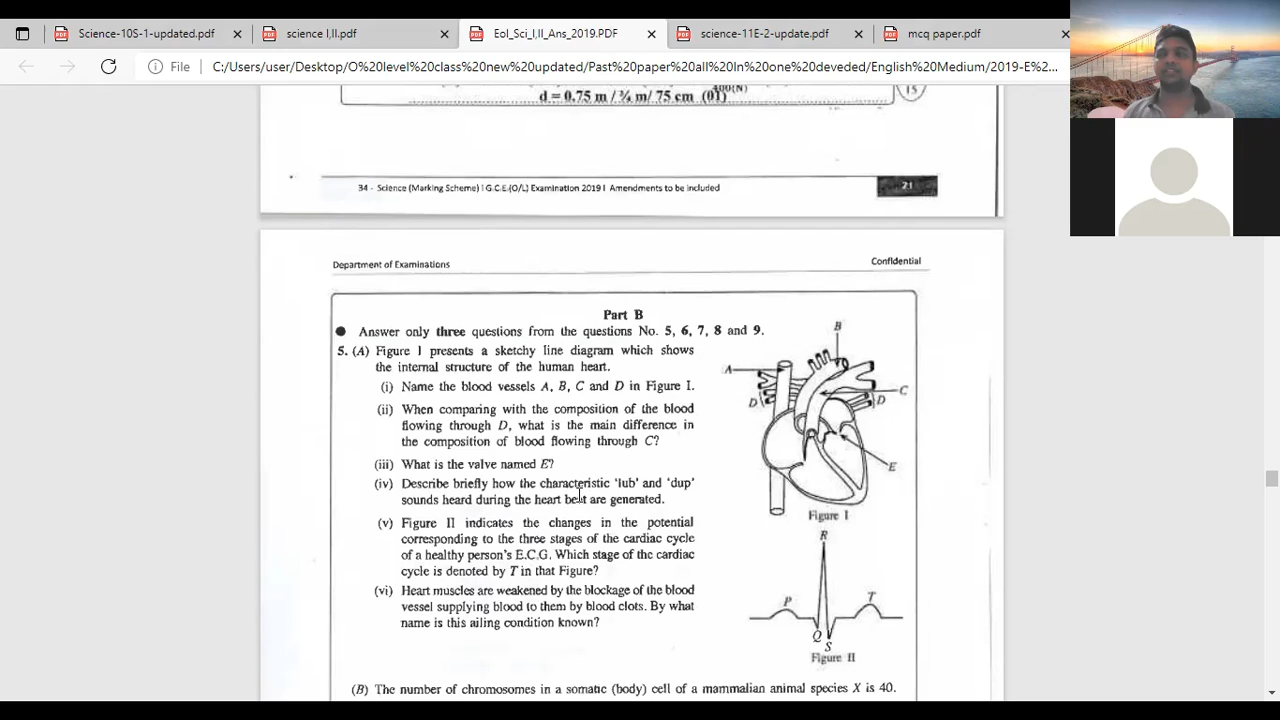 Science-10S-1-updated.pdf
science I,II.pdf
Eol_Sci_I,II_Ans_2019.PDF
science-11E-2-update.pdf
mcq paper.pdf
File
C:/Users/user/Desktop/O%20level%20class%20new%20updated/Past%20paper%20all%20In%20one%20deveded/English%20Medium/2019-E%2...
d = 0.75 m / ¾ m/ 75 cm (01)
15
34 - Science (Marking Scheme) I G.C.E.(O/L) Examination 2019 I Amendments to be included
21
Department of Examinations
Confidential
Part B
● Answer only three questions from the questions No. 5, 6, 7, 8 and 9.
5. (A) Figure I presents a sketchy line diagram which shows
the internal structure of the human heart.
(i) Name the blood vessels A, B, C and D in Figure I.
(ii) When comparing with the composition of the blood
flowing through D, what is the main difference in
the composition of blood flowing through C?
(iii) What is the valve named E?
(iv) Describe briefly how the characteristic 'lub' and 'dup'
sounds heard during the heart beat are generated.
(v) Figure II indicates the changes in the potential
corresponding to the three stages of the cardiac cycle
of a healthy person's E.C.G. Which stage of the cardiac
cycle is denoted by T in that Figure?
(vi) Heart muscles are weakened by the blockage of the blood
vessel supplying blood to them by blood clots. By what
name is this ailing condition known?
B
A
C
D
D
E
Figure I
R
P
T
Q
S
Figure II
(B) The number of chromosomes in a somatic (body) cell of a mammalian animal species X is 40.